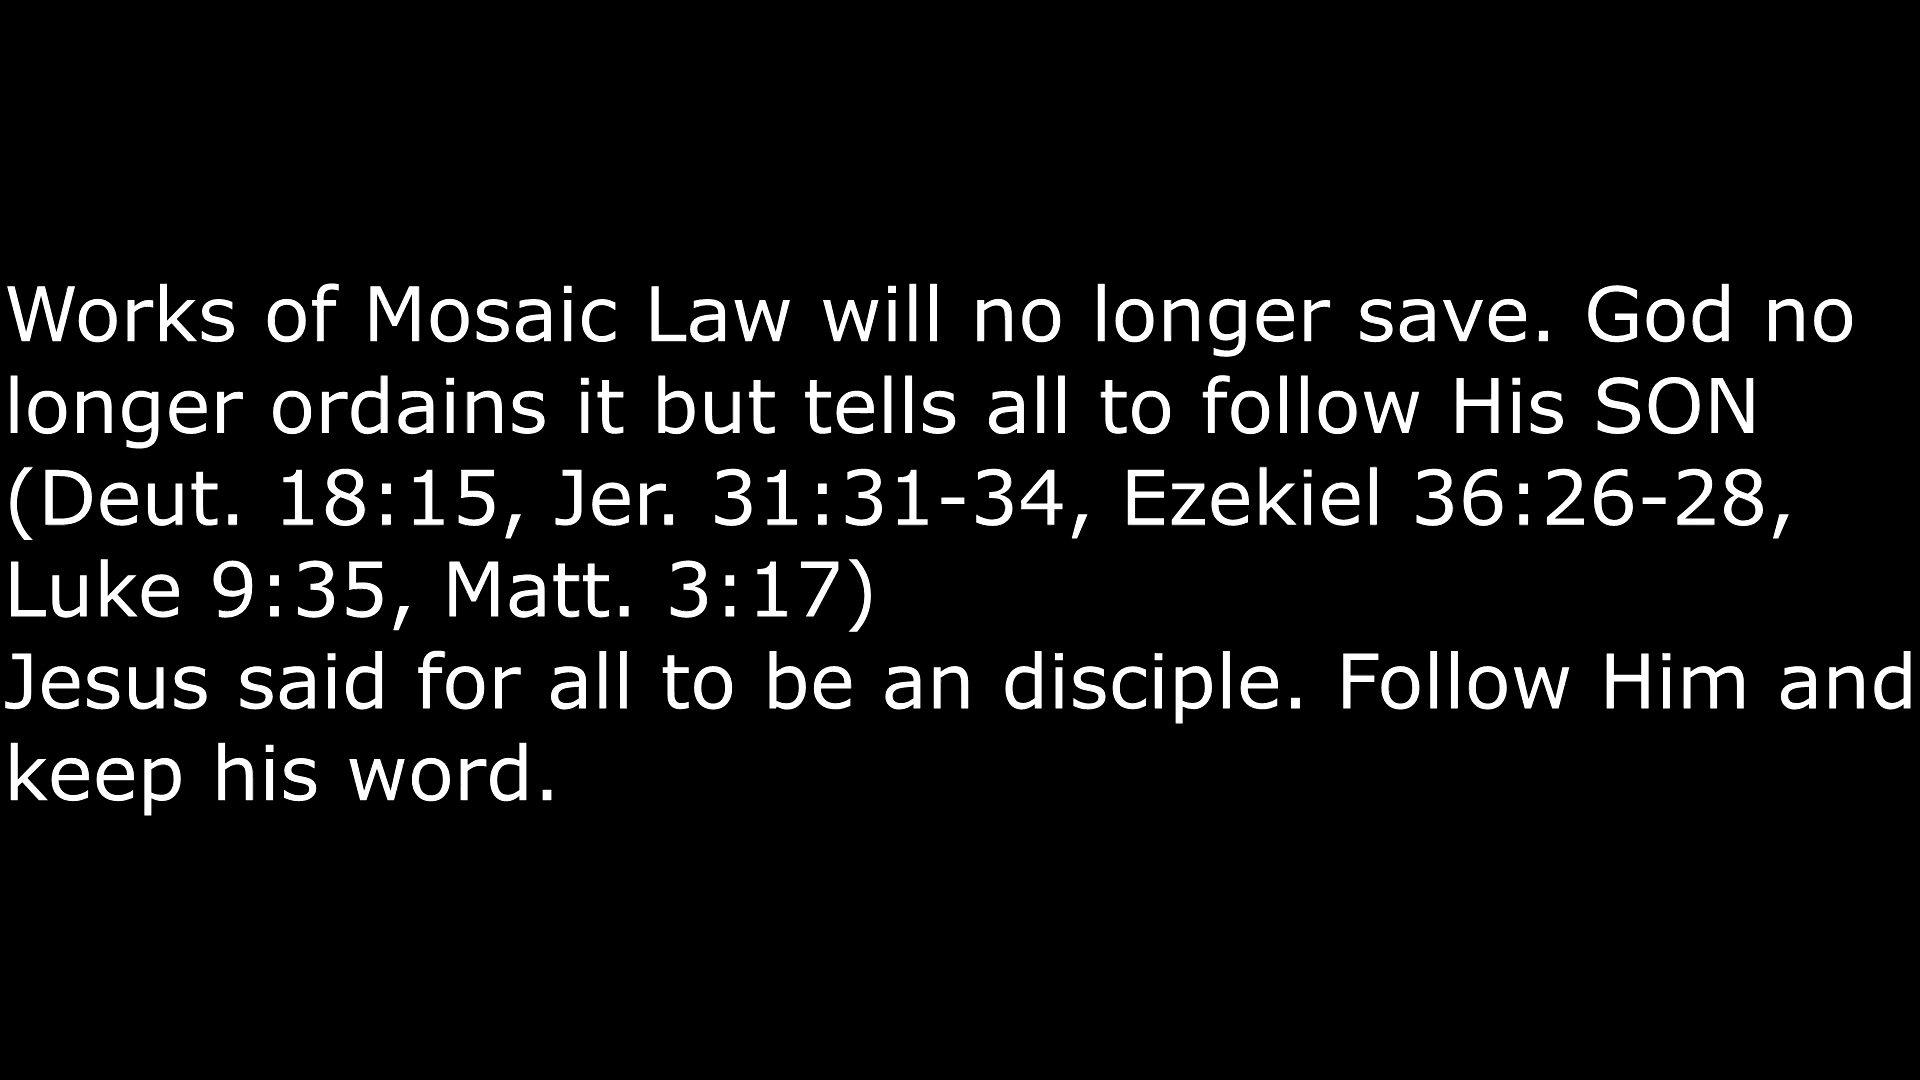 Works of Mosaic Law will no longer save. God no
longer ordains it but tells all to follow His SON
(Deut. 18:15, Jer. 31:31-34, Ezekiel 36:26-28,
Luke 9:35, Matt. 3:17)
Jesus said for all to be an disciple. Follow Him and
keep his word.